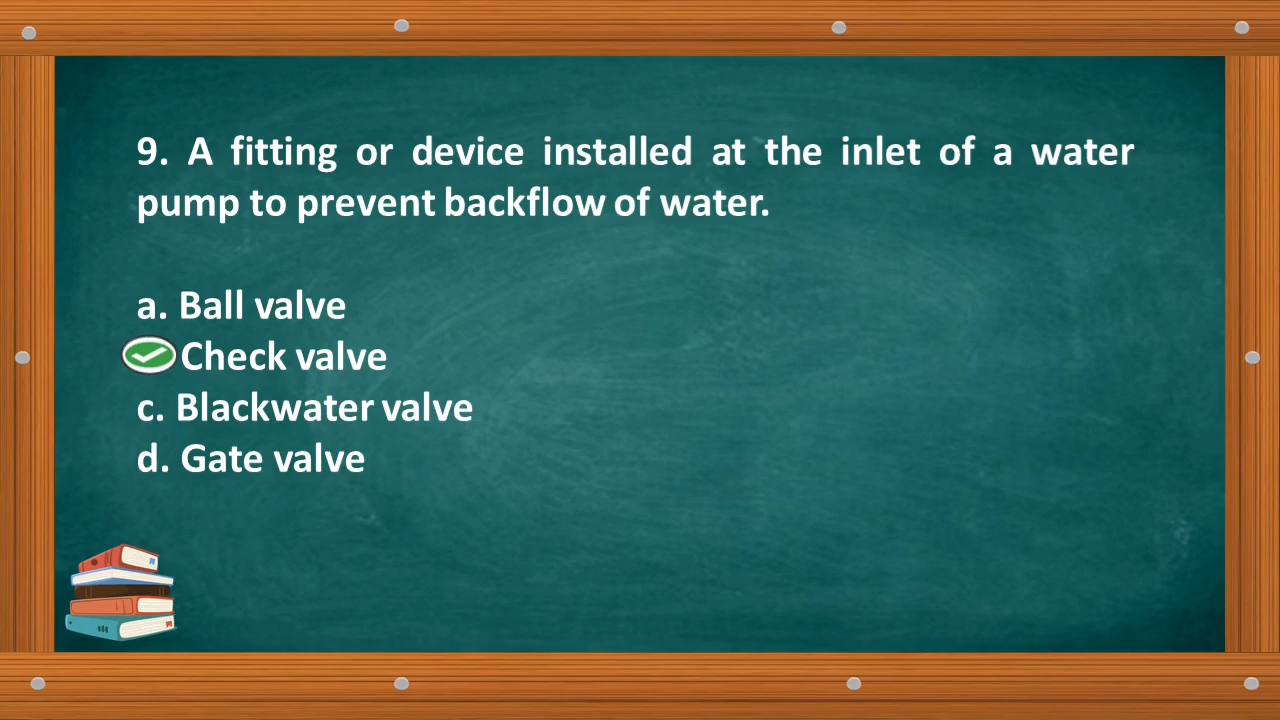 9. A fitting or device installed at the inlet of a water
pump to prevent backflow of water.
a. Ball valve
Check valve
c. Blackwater valve
d. Gate valve